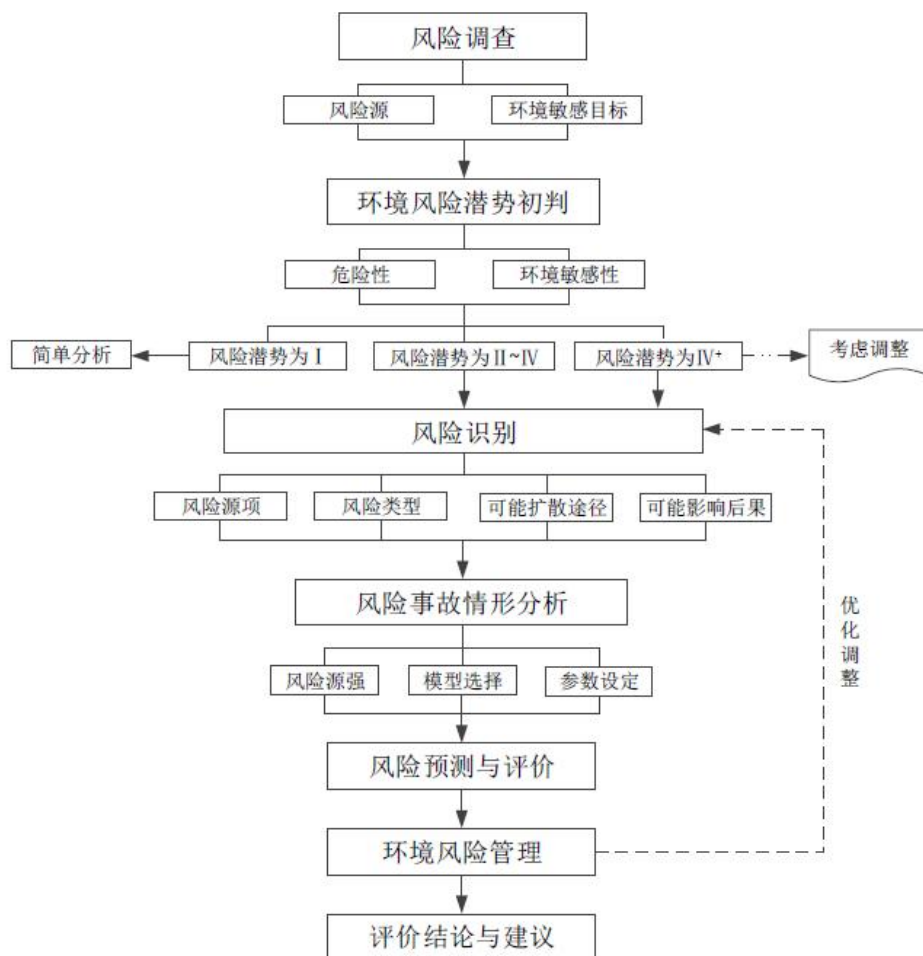 风险调查
风险源
环境敏感目标
环境风险潜势初判
危险性
环境敏感性
简单分析
风险潜势为Ⅰ
风险潜势为Ⅱ~Ⅳ
风险潜势为Ⅳ⁺
考虑调整
风险识别
风险源项
风险类型
可能扩散途径
可能影响后果
风险事故情形分析
优化调整
风险源强
模型选择
参数设定
风险预测与评价
环境风险管理
评价结论与建议